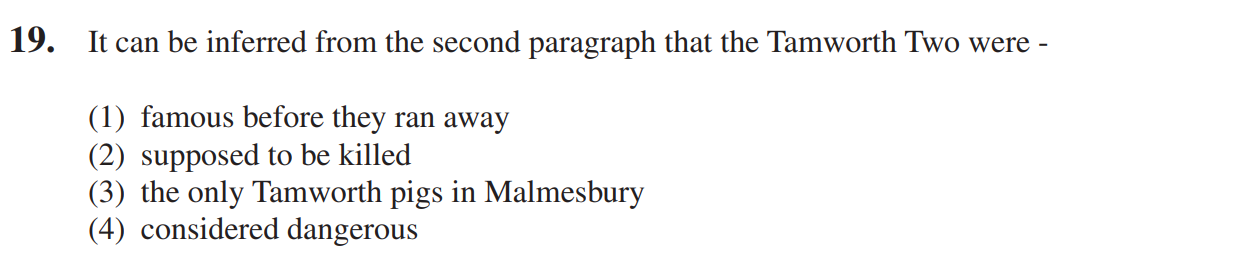 19. It can be inferred from the second paragraph that the Tamworth Two were -
(1) famous before they ran away
(2) supposed to be killed
(3) the only Tamworth pigs in Malmesbury
(4) considered dangerous